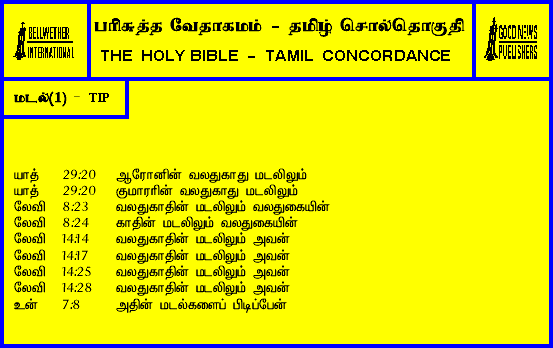 BELLWETHER
INTERNATIONAL
பரிசுத்த வேதாகமம் - தமிழ் சொல்தொகுதி
THE HOLY BIBLE - TAMIL CONCORDANCE
GOOD NEWS
PUBLISHERS
மடல்(1) - TIP
யாத் 29:20 ஆரோனின் வலதுகாது மடலிலும்
யாத் 29:20 குமாரரின் வலதுகாது மடலிலும்
லேவி 8:23 வலதுகாதின் மடலிலும் வலதுகையின்
லேவி 8:24 காதின் மடலிலும் வலதுகையின்
லேவி 14:14 வலதுகாதின் மடலிலும் அவன்
லேவி 14:17 வலதுகாதின் மடலிலும் அவன்
லேவி 14:25 வலதுகாதின் மடலிலும் அவன்
லேவி 14:28 வலதுகாதின் மடலிலும் அவன்
உன் 7:8 அதின் மடல்களைப் பிடிப்பேன்